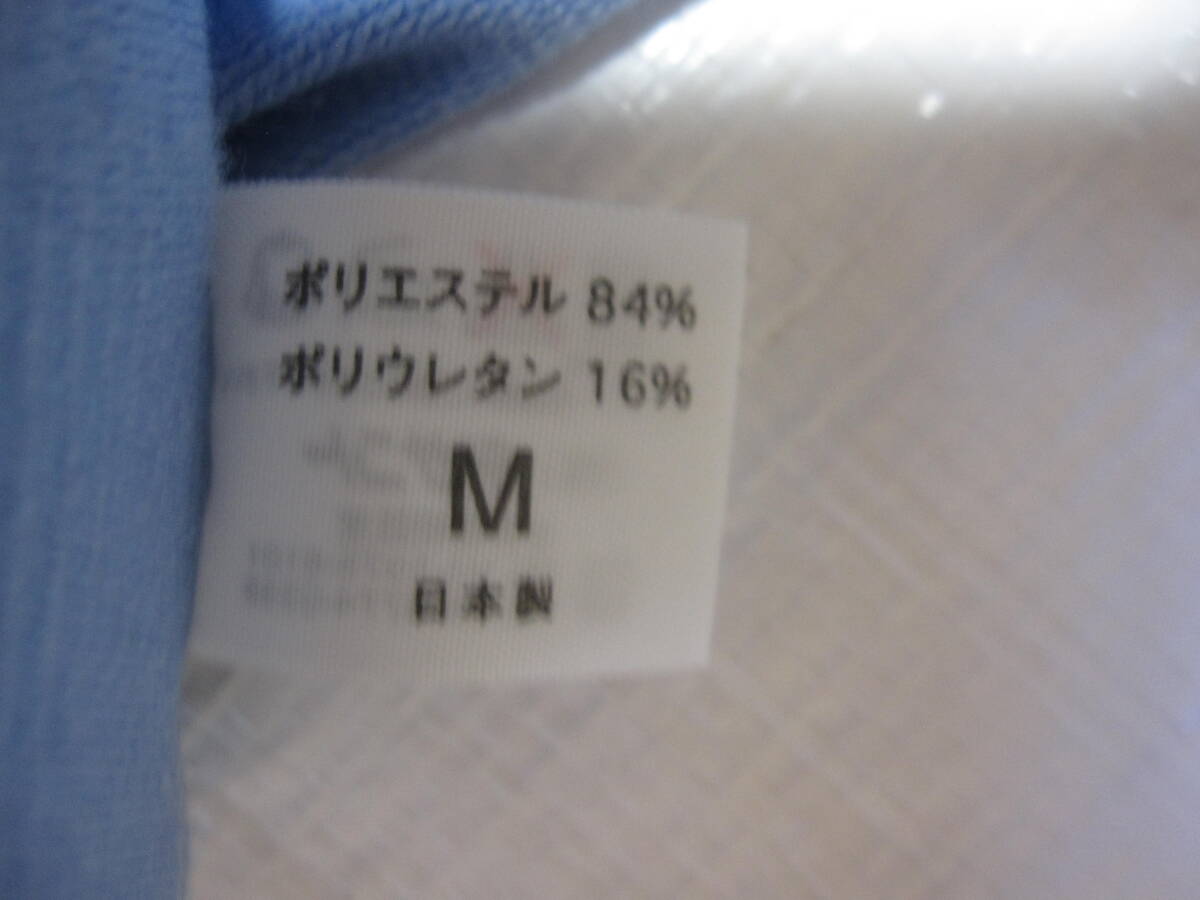 ポリエステル 84%
ポリウレタン 16%
M
日本製